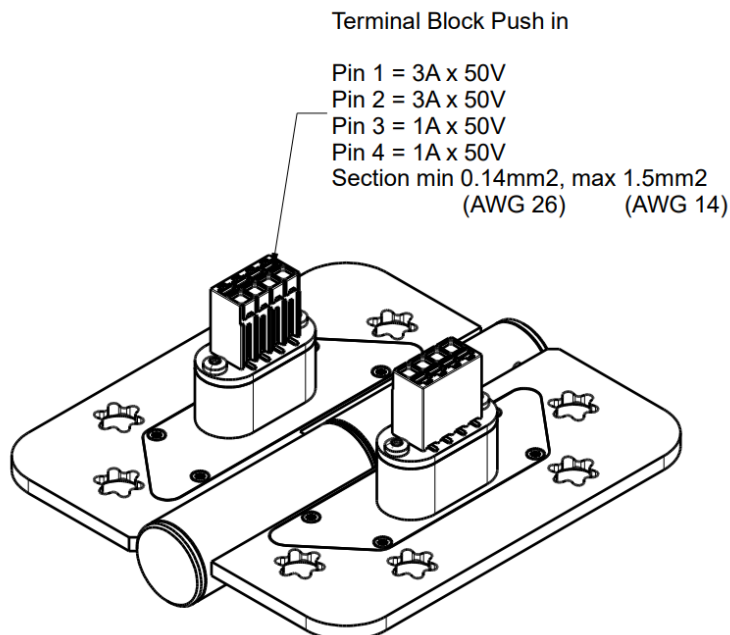 Terminal Block Push in
Pin 1 = 3A x 50V
Pin 2 = 3A x 50V
Pin 3 = 1A x 50V
Pin 4 = 1A x 50V
Section min 0.14mm2, max 1.5mm2
(AWG 26) (AWG 14)